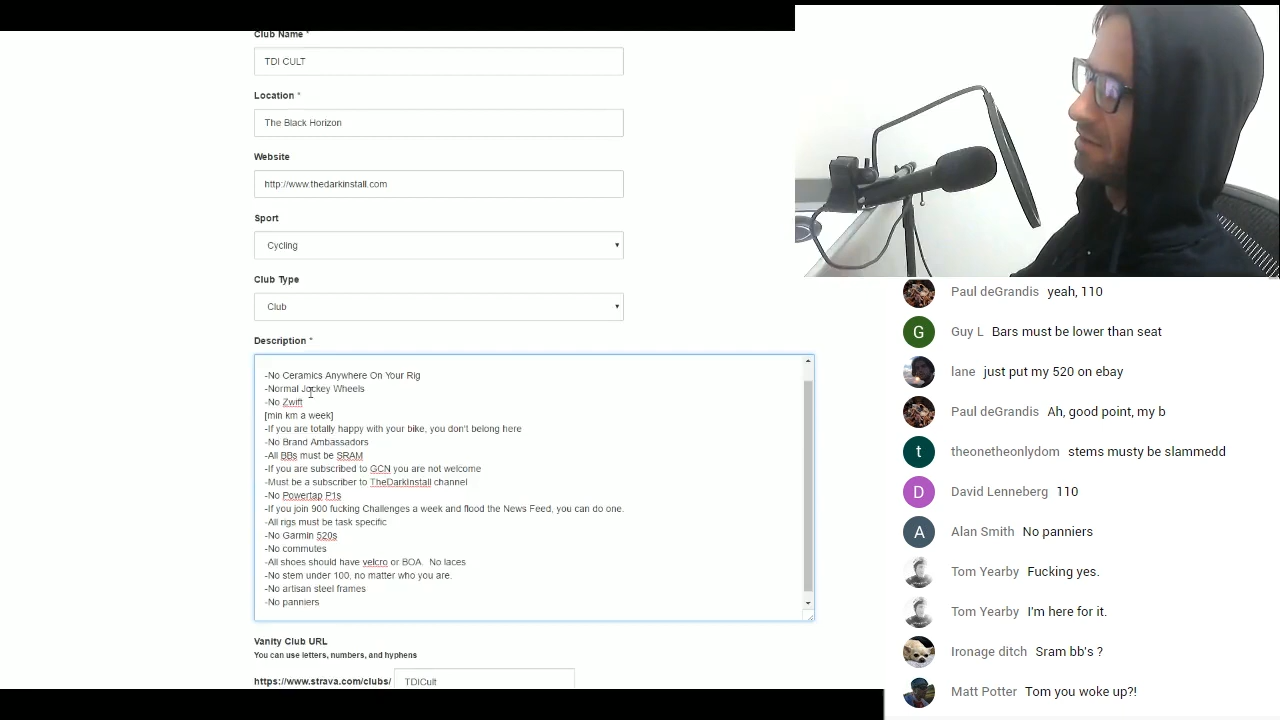 Club Name *
TDI CULT
Location *
The Black Horizon
Website
http://www.thedarkinstall.com
Sport
Cycling
Club Type
Club
Description *
-No Ceramics Anywhere On Your Rig
-Normal Jockey Wheels
-No Zwift
[min km a week]
-If you are totally happy with your bike, you don't belong here
-No Brand Ambassadors
-All BBs must be SRAM
-If you are subscribed to GCN you are not welcome
-Must be a subscriber to TheDarkInstall channel
-No Powertap P1s
-If you join 900 fucking Challenges a week and flood the News Feed, you can do one.
-All rigs must be task specific
-No Garmin 520s
-No commutes
-All shoes should have velcro or BOA.  No laces
-No stem under 100, no matter who you are.
-No artisan steel frames
-No panniers
Vanity Club URL
You can use letters, numbers, and hyphens
https://www.strava.com/clubs/ TDICult
Paul deGrandis yeah, 110
G Guy L Bars must be lower than seat
lane just put my 520 on ebay
Paul deGrandis Ah, good point, my b
t theonetheonlydom stems musty be slammedd
D David Lenneberg 110
A Alan Smith No panniers
Tom Yearby Fucking yes.
Tom Yearby I'm here for it.
Ironage ditch Sram bb's ?
Matt Potter Tom you woke up?!